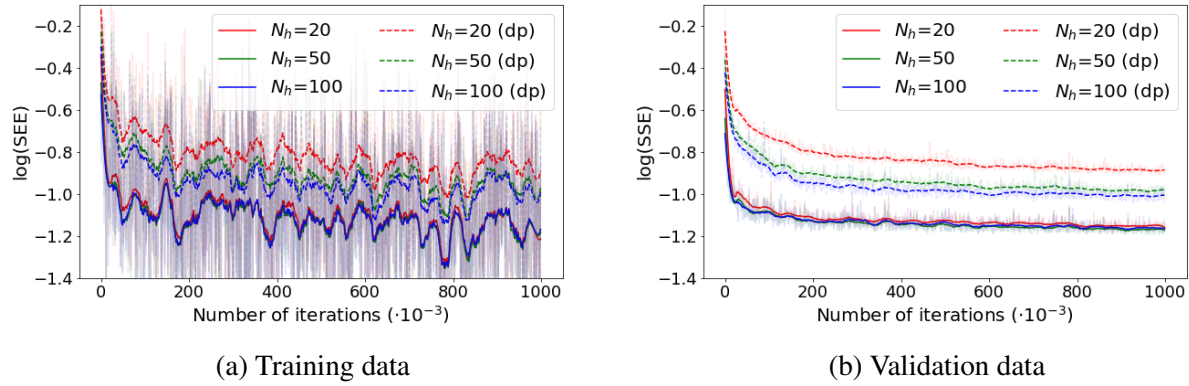 log(SEE)
−0.2
−0.4
−0.6
−0.8
−1.0
−1.2
−1.4
N_h=20
N_h=50
N_h=100
N_h=20 (dp)
N_h=50 (dp)
N_h=100 (dp)
0 200 400 600 800 1000
Number of iterations (·10⁻³)
(a) Training data
log(SSE)
−0.2
−0.4
−0.6
−0.8
−1.0
−1.2
−1.4
N_h=20
N_h=50
N_h=100
N_h=20 (dp)
N_h=50 (dp)
N_h=100 (dp)
0 200 400 600 800 1000
Number of iterations (·10⁻³)
(b) Validation data